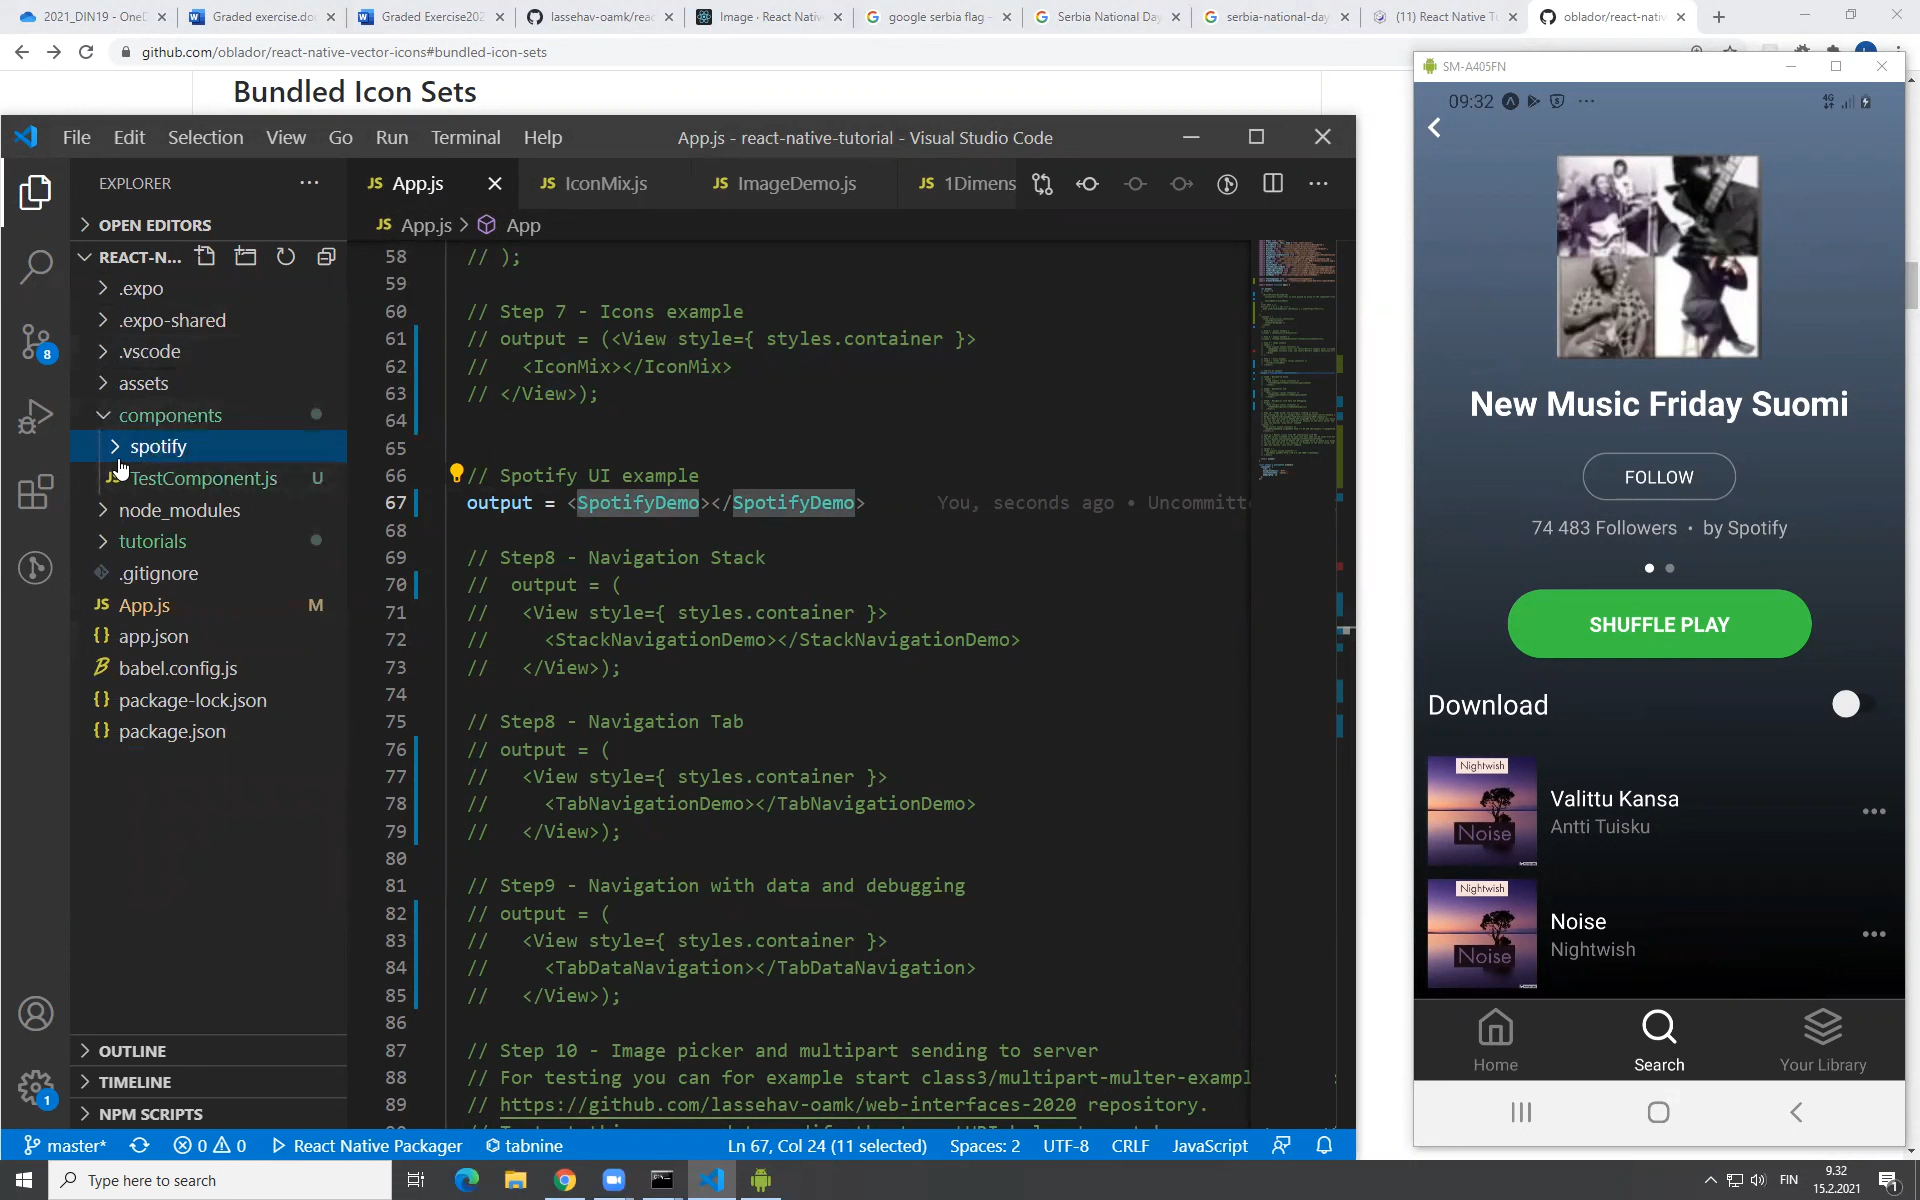 2021_DIN19 - OneD
Graded exercise.do
Graded Exercise202
lassehav-oamk/rea
Image · React Nativ
google serbia flag -
Serbia National Day
serbia-national-day
(11) React Native Tu
oblador/react-nativ
github.com/oblador/react-native-vector-icons#bundled-icon-sets
Bundled Icon Sets
File Edit Selection View Go Run Terminal Help
App.js - react-native-tutorial - Visual Studio Code
EXPLORER
App.js
IconMix.js
ImageDemo.js
1Dimens
OPEN EDITORS
App.js > App
REACT-N...
.expo
.expo-shared
.vscode
assets
components
spotify
TestComponent.js U
node_modules
tutorials
.gitignore
App.js M
app.json
babel.config.js
package-lock.json
package.json
OUTLINE
TIMELINE
NPM SCRIPTS
8
1
58 // );
59
60 // Step 7 - Icons example
61 // output = (<View style={ styles.container }>
62 //   <IconMix></IconMix>
63 // </View>);
64
65
66 // Spotify UI example
67 output = <SpotifyDemo></SpotifyDemo> You, seconds ago • Uncommitte
68
69 // Step8 - Navigation Stack
70 //  output = (
71 //   <View style={ styles.container }>
72 //     <StackNavigationDemo></StackNavigationDemo>
73 //   </View>);
74
75 // Step8 - Navigation Tab
76 // output = (
77 //   <View style={ styles.container }>
78 //     <TabNavigationDemo></TabNavigationDemo>
79 //   </View>);
80
81 // Step9 - Navigation with data and debugging
82 // output = (
83 //   <View style={ styles.container }>
84 //     <TabDataNavigation></TabDataNavigation>
85 //   </View>);
86
87 // Step 10 - Image picker and multipart sending to server
88 // For testing you can for example start class3/multipart-multer-exampl
89 // https://github.com/lassehav-oamk/web-interfaces-2020 repository.
master* 0 0 React Native Packager tabnine Ln 67, Col 24 (11 selected) Spaces: 2 UTF-8 CRLF JavaScript
SM-A405FN
09:32
4G
New Music Friday Suomi
FOLLOW
74 483 Followers • by Spotify
SHUFFLE PLAY
Download
Nightwish
Noise
Valittu Kansa
Antti Tuisku
Nightwish
Noise
Noise
Nightwish
Home
Search
Your Library
Type here to search
FIN
9.32
15.2.2021
1